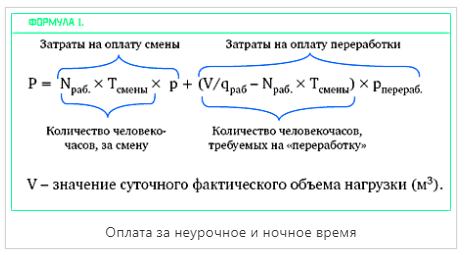 ФОРМУЛА 1.
Затраты на оплату смены Затраты на оплату переработки
P = Nраб. × Tсмены × p + (V/qраб – Nраб. × Tсмены) × pперераб.
Количество человеко- Количество человекочасов,
часов, за смену требуемых на «переработку»
V – значение суточного фактического объема нагрузки (м³).
Оплата за неурочное и ночное время